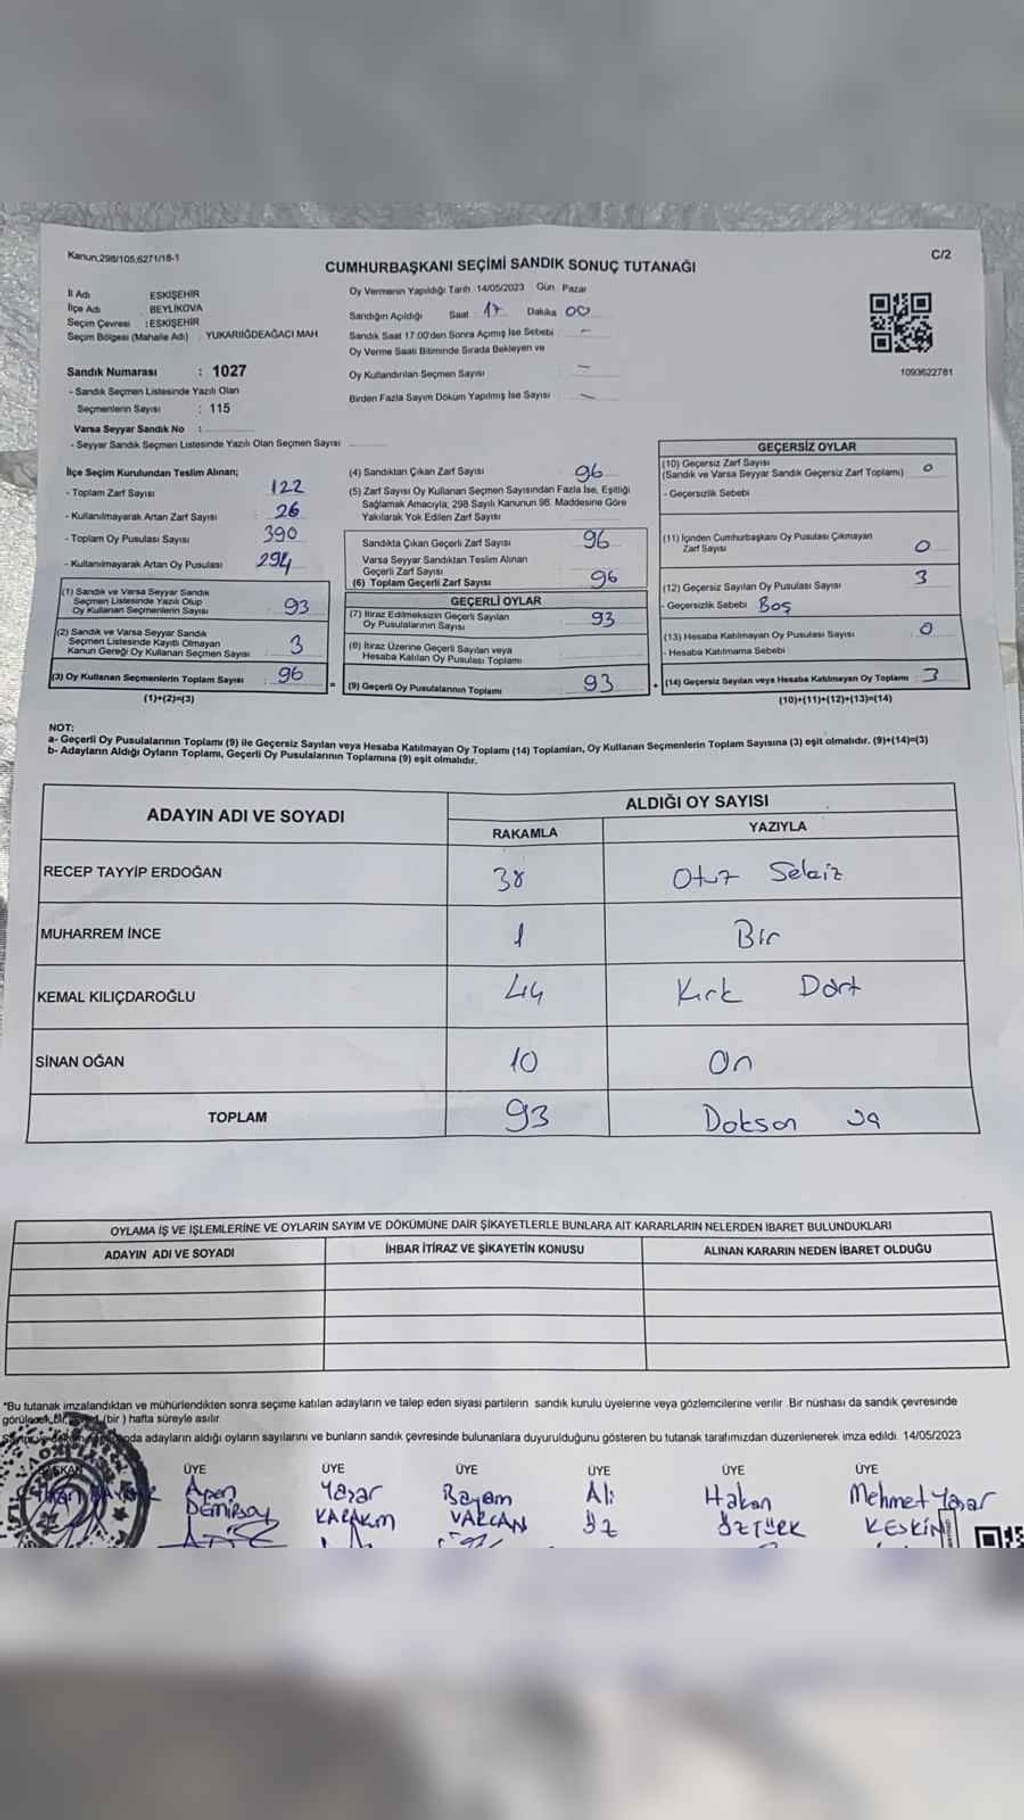 Kanun;298/105,6271/18-1
C/2
CUMHURBAŞKANI SEÇİMİ SANDIK SONUÇ TUTANAĞI
İl Adı ESKİŞEHİR
İlçe Adı BEYLİKOVA
Seçim Çevresi : ESKİŞEHİR
Seçim Bölgesi (Mahalle Adı) YUKARIİĞDEAĞACI MAH
Sandık Numarası : 1027
- Sandık Seçmen Listesinde Yazılı Olan
Seçmenlerin Sayısı : 115
Varsa Seyyar Sandık No :
- Seyyar Sandık Seçmen Listesinde Yazılı Olan Seçmen Sayısı
Oy Vermenin Yapıldığı Tarih 14/05/2023 Gün Pazar
Sandığın Açıldığı Saat 17 Dakika 00
Sandık Saat 17:00'den Sonra Açımış İse Sebebi –
Oy Verme Saati Bitiminde Sırada Bekleyen ve
Oy Kullandırılan Seçmen Sayısı –
Birden Fazla Sayım Döküm Yapılmış İse Sayısı –
1093622781
İlçe Seçim Kurulundan Teslim Alınan;
- Toplam Zarf Sayısı 122
- Kullanılmayarak Artan Zarf Sayısı 26
- Toplam Oy Pusulası Sayısı 390
- Kullanılmayarak Artan Oy Pusulası 294
(1) Sandık ve Varsa Seyyar Sandık
Seçmen Listesinde Yazılı Olup
Oy Kullanan Seçmenlerin Sayısı 93
(2) Sandık ve Varsa Seyyar Sandık
Seçmen Listesinde Kayıtlı Olmayan
Kanun Gereği Oy Kullanan Seçmen Sayısı 3
(3) Oy Kullanan Seçmenlerin Toplam Sayısı 96
(1)+(2)=(3)
(4) Sandıktan Çıkan Zarf Sayısı 96
(5) Zarf Sayısı Oy Kullanan Seçmen Sayısından Fazla İse, Eşitliği
Sağlamak Amacıyla, 298 Sayılı Kanunun 98. Maddesine Göre
Yakılarak Yok Edilen Zarf Sayısı
Sandıkta Çıkan Geçerli Zarf Sayısı 96
Varsa Seyyar Sandıktan Teslim Alınan
Geçerli Zarf Sayısı
(6) Toplam Geçerli Zarf Sayısı 96
GEÇERLİ OYLAR
(7) İtiraz Edilmeksizin Geçerli Sayılan
Oy Pusulalarının Sayısı 93
(8) İtiraz Üzerine Geçerli Sayılan veya
Hesaba Katılan Oy Pusulası Toplamı
= (9) Geçerli Oy Pusulalarının Toplamı 93
GEÇERSİZ OYLAR
(10) Geçersiz Zarf Sayısı
(Sandık ve Varsa Seyyar Sandık Geçersiz Zarf Toplamı) 0
- Geçersizlik Sebebi
(11) İçinden Cumhurbaşkanı Oy Pusulası Çıkmayan
Zarf Sayısı 0
(12) Geçersiz Sayılan Oy Pusulası Sayısı 3
- Geçersizlik Sebebi Boş
(13) Hesaba Katılmayan Oy Pusulası Sayısı 0
- Hesaba Katılmama Sebebi
+ (14) Geçersiz Sayılan veya Hesaba Katılmayan Oy Toplamı 3
(10)+(11)+(12)+(13)=(14)
NOT:
a- Geçerli Oy Pusulalarının Toplamı (9) ile Geçersiz Sayılan veya Hesaba Katılmayan Oy Toplamı (14) Toplamları, Oy Kullanan Seçmenlerin Toplam Sayısına (3) eşit olmalıdır. (9)+(14)=(3)
b- Adayların Aldığı Oyların Toplamı, Geçerli Oy Pusulalarının Toplamına (9) eşit olmalıdır.
ADAYIN ADI VE SOYADI
ALDIĞI OY SAYISI
RAKAMLA YAZIYLA
RECEP TAYYİP ERDOĞAN 38 Otuz Sekiz
MUHARREM İNCE 1 Bir
KEMAL KILIÇDAROĞLU 44 Kırk Dört
SİNAN OĞAN 10 On
TOPLAM 93 Doksan üç
OYLAMA İŞ VE İŞLEMLERİNE VE OYLARIN SAYIM VE DÖKÜMÜNE DAİR ŞİKAYETLERLE BUNLARA AİT KARARLARIN NELERDEN İBARET BULUNDUKLARI
ADAYIN ADI VE SOYADI İHBAR İTİRAZ VE ŞİKAYETİN KONUSU ALINAN KARARIN NEDEN İBARET OLDUĞU
*Bu tutanak imzalandıktan ve mühürlendikten sonra seçime katılan adayların ve talep eden siyasi partilerin sandık kurulu üyelerine veya gözlemcilerine verilir. Bir nüshası da sandık çevresinde
(bir) hafta süreyle asılır.
adayların aldığı oyların sayılarını ve bunların sandık çevresinde bulunanlara duyurulduğunu gösteren bu tutanak tarafımızdan düzenlenerek imza edildi. 14/05/2023
ÜYE ÜYE ÜYE ÜYE ÜYE ÜYE
Yaşar Bayram Ali Hakan Mehmet Yaşar
VARCAN ÖZ ÖZTÜRK KESKİN